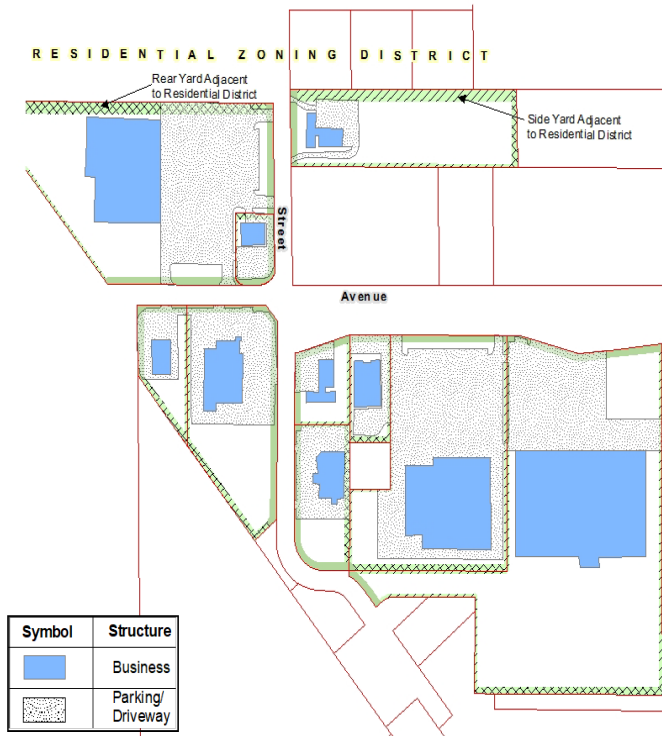 RESIDENTIAL ZONING DISTRICT
Rear Yard Adjacent
to Residential District
Side Yard Adjacent
to Residential District
Street
Avenue
Symbol Structure
Business
Parking/
Driveway